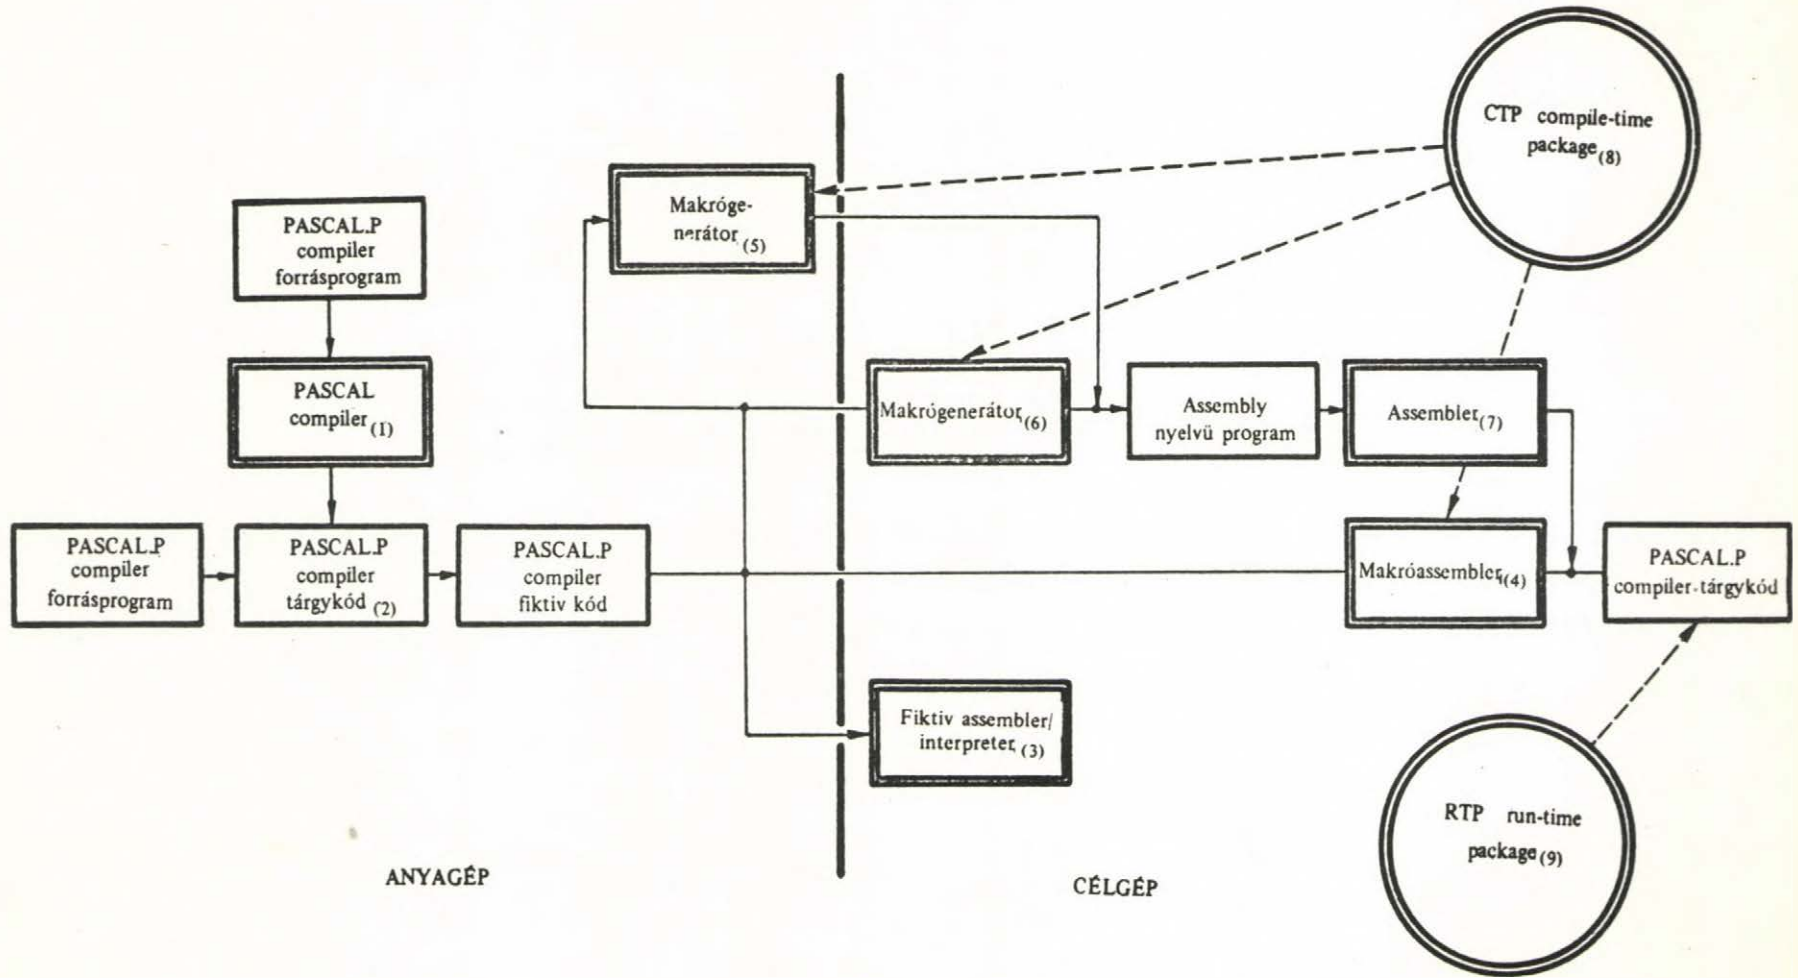 CTP compile-time
package (8)
Makróge-
nerátor (5)
PASCAL.P
compiler
forrásprogram
PASCAL
compiler (1)
Makrógenerátor (6)
Assembly
nyelvü program
Assembler (7)
PASCAL.P
compiler
forrásprogram
PASCAL.P
compiler
tárgykód (2)
PASCAL.P
compiler
fiktiv kód
Makróassembler (4)
PASCAL.P
compiler-tárgykód
Fiktiv assembler/
interpreter (3)
RTP run-time
package (9)
ANYAGÉP
CÉLGÉP